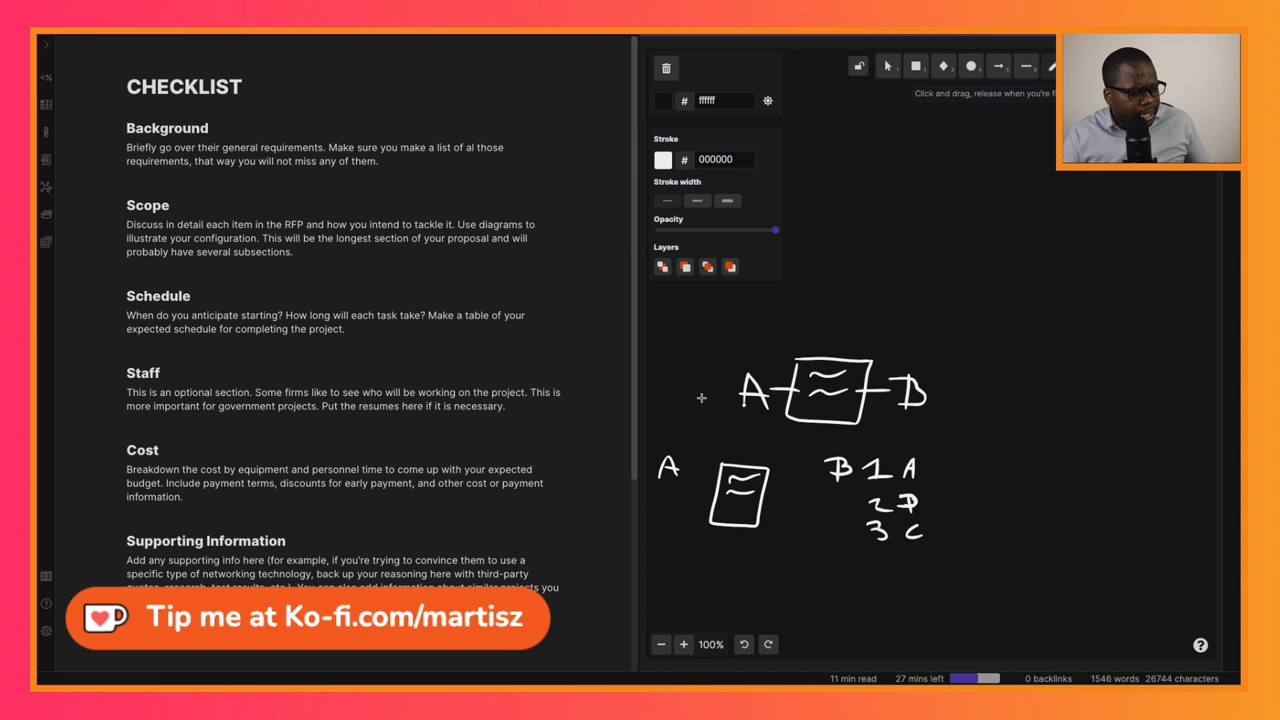 CHECKLIST
Background
Briefly go over their general requirements. Make sure you make a list of al those
requirements, that way you will not miss any of them.
Scope
Discuss in detail each item in the RFP and how you intend to tackle it. Use diagrams to
illustrate your configuration. This will be the longest section of your proposal and will
probably have several subsections.
Schedule
When do you anticipate starting? How long will each task take? Make a table of your
expected schedule for completing the project.
Staff
This is an optional section. Some firms like to see who will be working on the project. This is
more important for government projects. Put the resumes here if it is necessary.
Cost
Breakdown the cost by equipment and personnel time to come up with your expected
budget. Include payment terms, discounts for early payment, and other cost or payment
information.
Supporting Information
Add any supporting info here (for example, if you're trying to convince them to use a
specific type of networking technology, back up your reasoning here with third-party
Tip me at Ko-fi.com/martisz
# ffffff
Stroke
# 000000
Stroke width
Opacity
Layers
Click and drag, release when you're
A B
A B 1 A
2 D
3 C
100%
11 min read 27 mins left 0 backlinks 1546 words 26744 characters